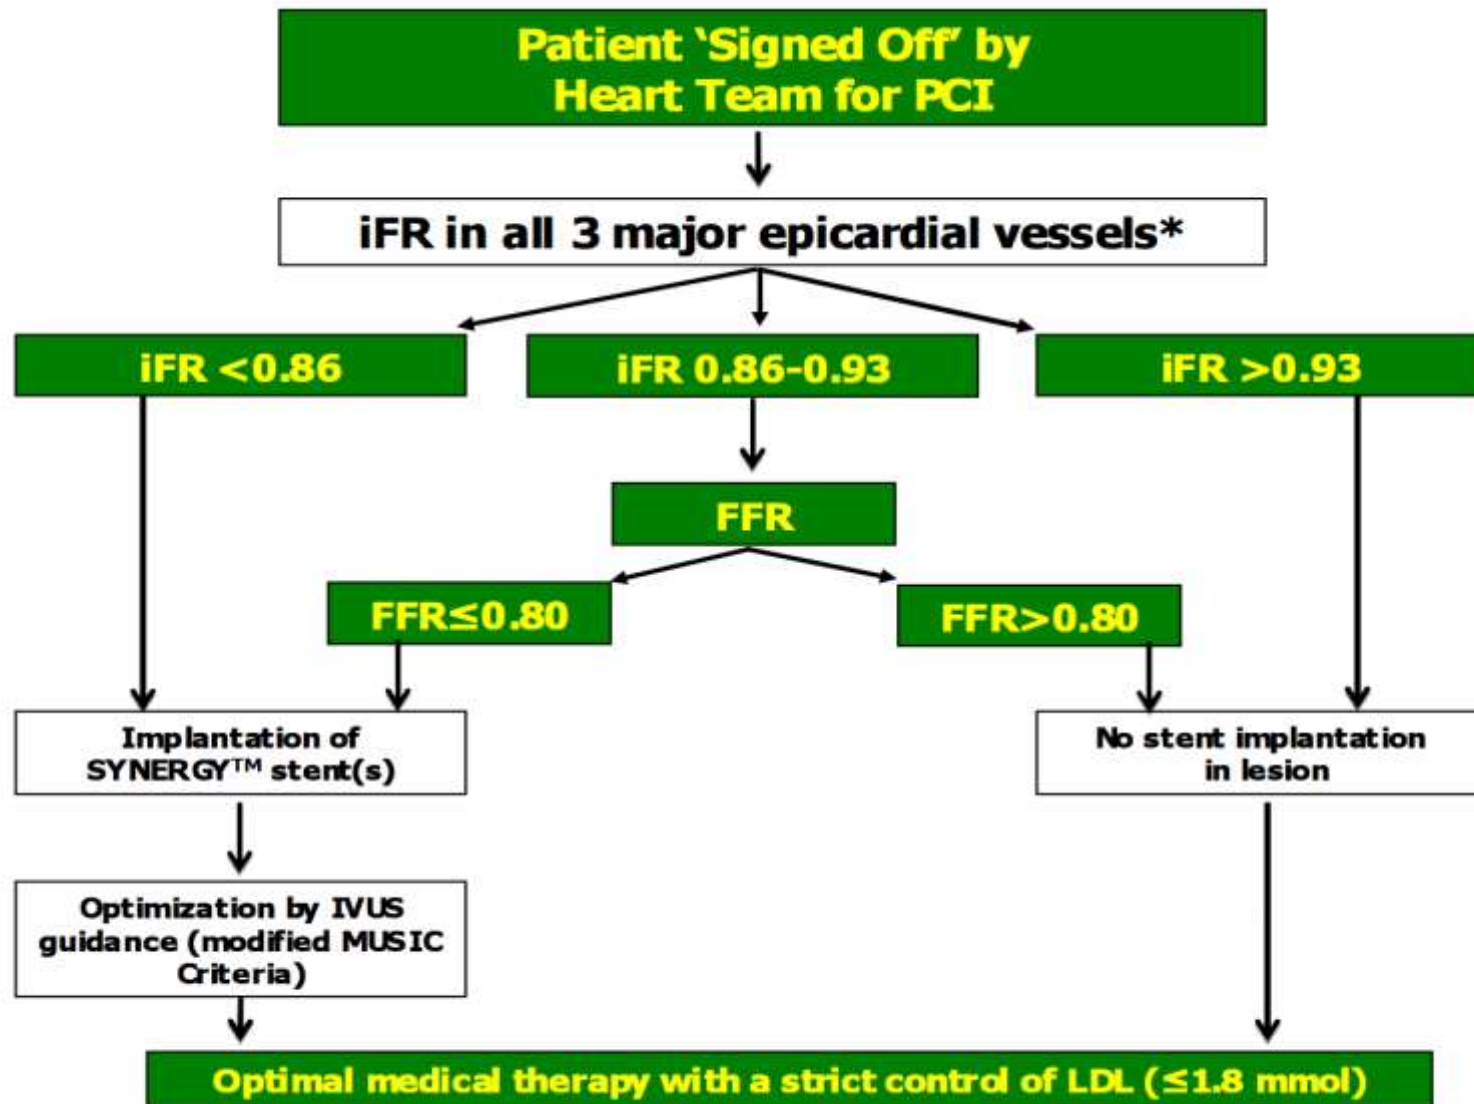 Patient ‘Signed Off’ by
Heart Team for PCI
iFR in all 3 major epicardial vessels*
iFR <0.86
iFR 0.86-0.93
iFR >0.93
FFR
FFR≤0.80
FFR>0.80
Implantation of
SYNERGY™ stent(s)
No stent implantation
in lesion
Optimization by IVUS
guidance (modified MUSIC
Criteria)
Optimal medical therapy with a strict control of LDL (≤1.8 mmol)